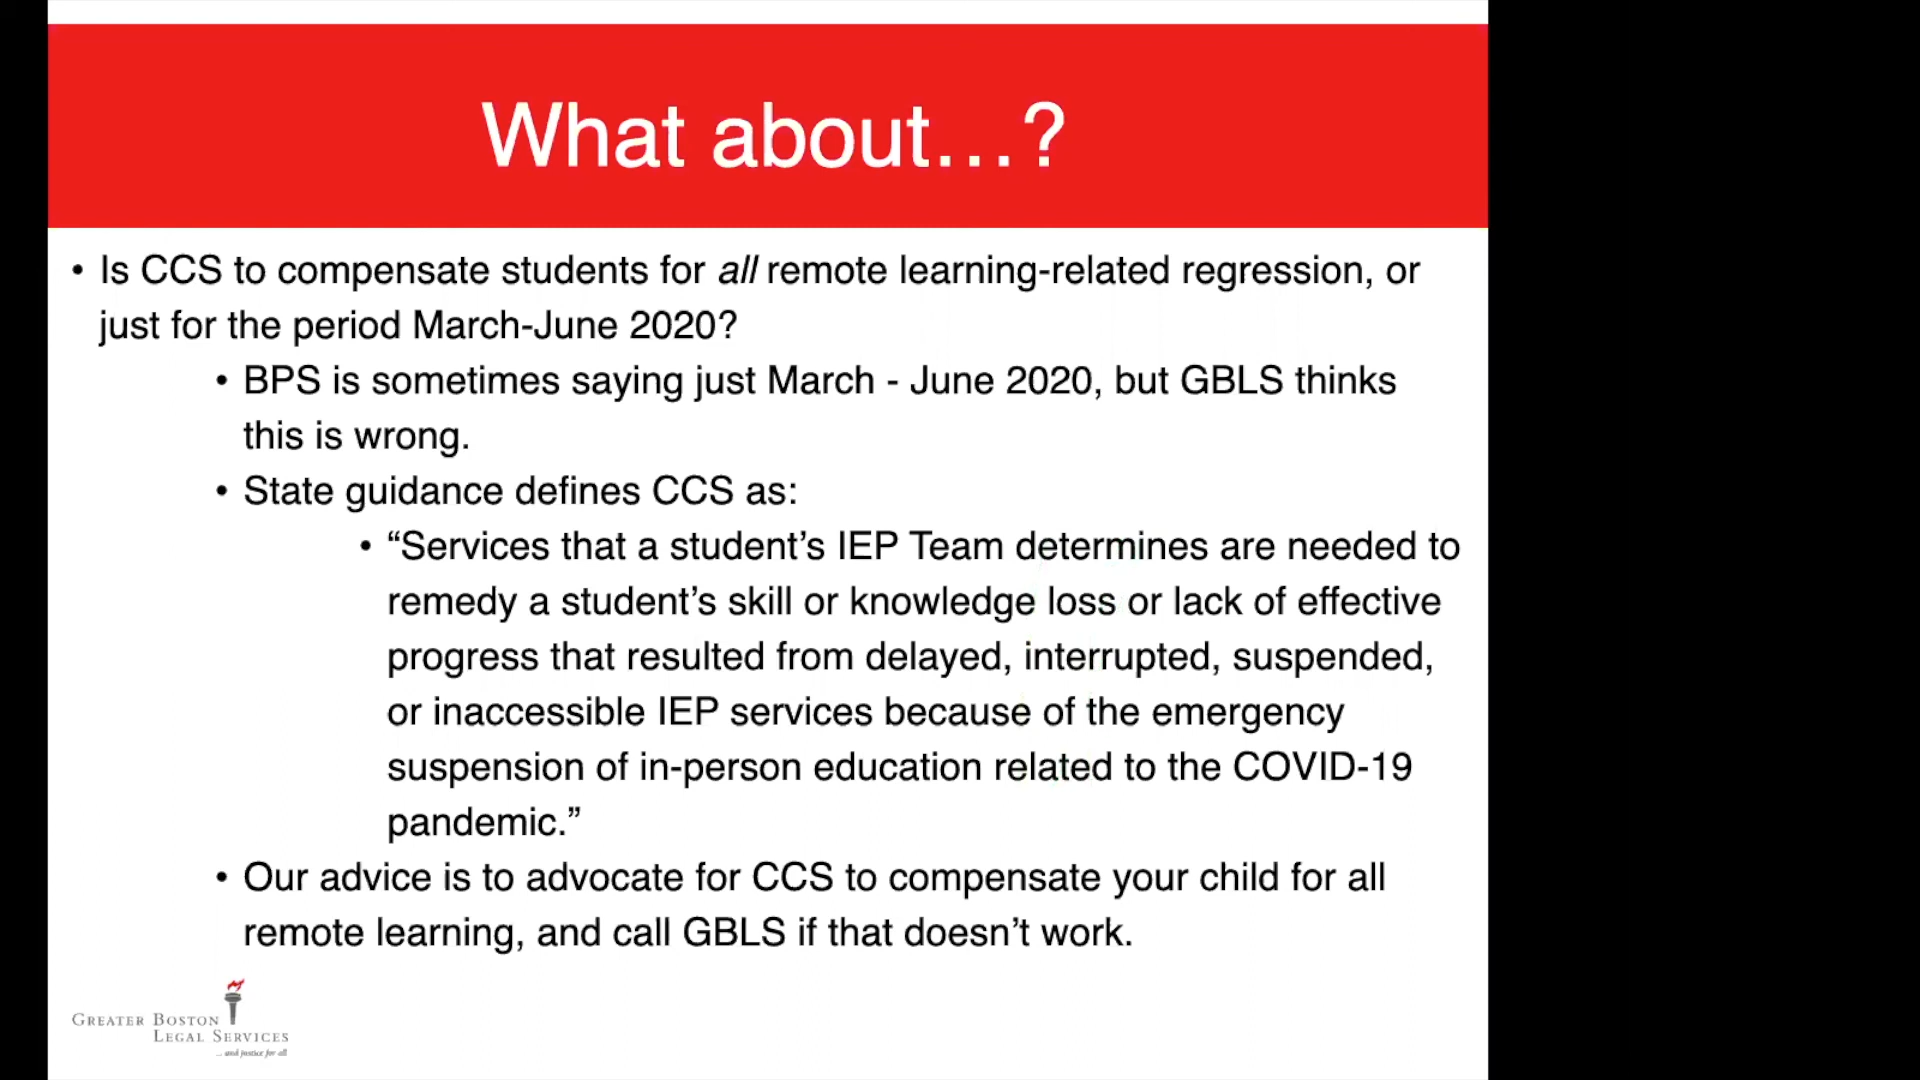 What about…?
• Is CCS to compensate students for all remote learning-related regression, or
just for the period March-June 2020?
• BPS is sometimes saying just March - June 2020, but GBLS thinks
this is wrong.
• State guidance defines CCS as:
• “Services that a student’s IEP Team determines are needed to
remedy a student’s skill or knowledge loss or lack of effective
progress that resulted from delayed, interrupted, suspended,
or inaccessible IEP services because of the emergency
suspension of in-person education related to the COVID-19
pandemic.”
• Our advice is to advocate for CCS to compensate your child for all
remote learning, and call GBLS if that doesn’t work.
GREATER BOSTON
LEGAL SERVICES
... and justice for all